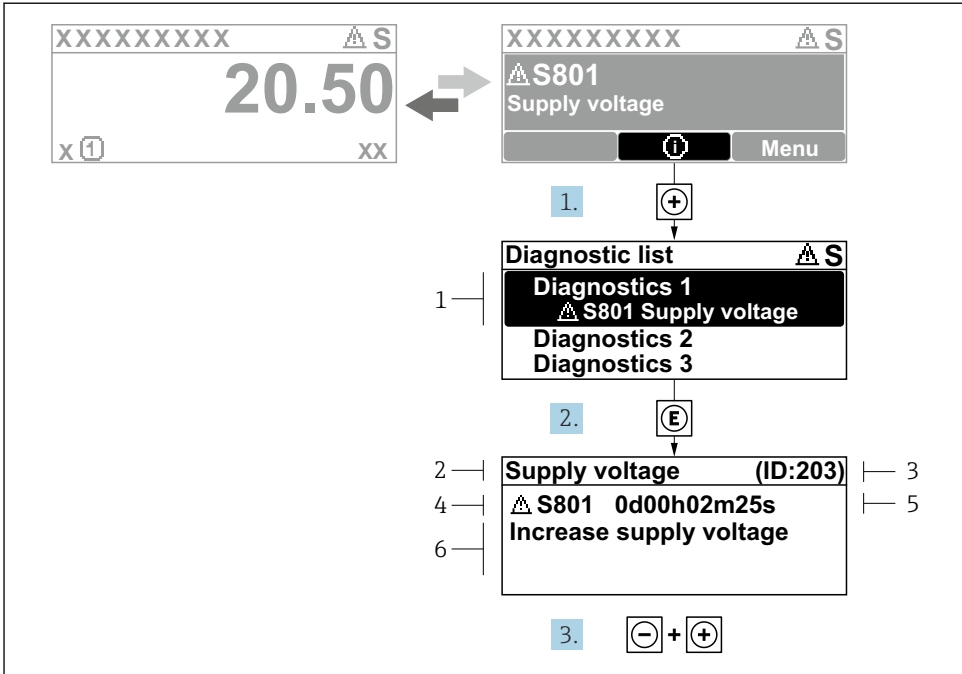 XXXXXXXXX ⚠ S
20.50
x 1 XX
XXXXXXXXX ⚠ S
⚠ S801
Supply voltage
i Menu
1. +
Diagnostic list ⚠ S
1
Diagnostics 1
⚠ S801 Supply voltage
Diagnostics 2
Diagnostics 3
2. E
2 Supply voltage (ID:203) 3
4 ⚠ S801 0d00h02m25s 5
6 Increase supply voltage
3. - + +